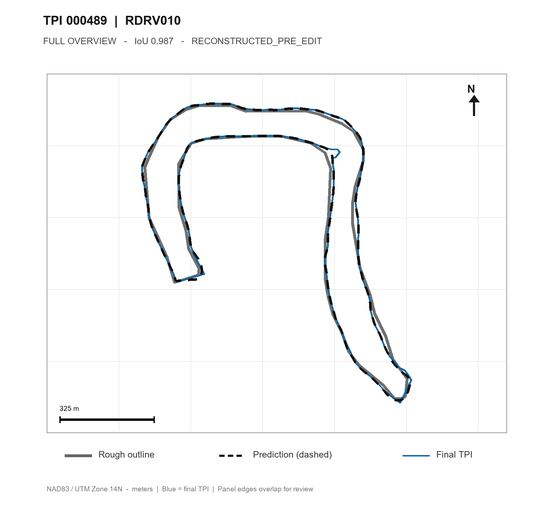 TPI 000489 | RDRV010
FULL OVERVIEW - IoU 0.987 - RECONSTRUCTED_PRE_EDIT
N
325 m
Rough outline Prediction (dashed) Final TPI
NAD83 / UTM Zone 14N - meters | Blue = final TPI | Panel edges overlap for review